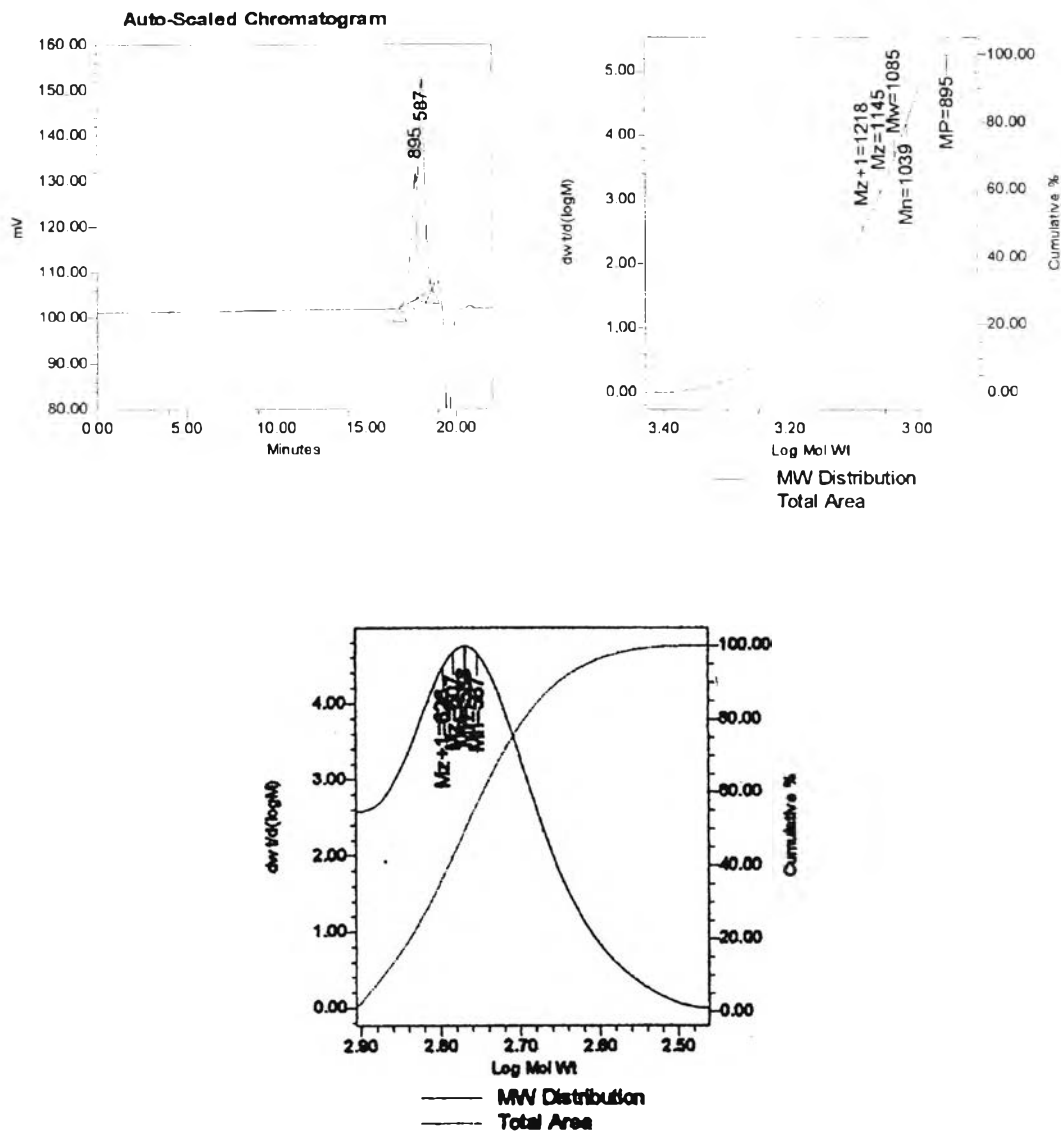 Auto-Scaled Chromatogram
160.00
150.00
140.00
130.00
120.00
110.00
100.00
90.00
80.00
mV
895
587
0.00
5.00
10.00
15.00
20.00
Minutes
5.00
4.00
3.00
2.00
1.00
0.00
dwt/d(logM)
Mz+1=1218
Mz=1145
Mw=1085
Mn=1039
MP=895
100.00
80.00
60.00
40.00
20.00
0.00
Cumulative %
3.40
3.20
3.00
Log Mol Wt
MW Distribution
Total Area
4.00
3.00
2.00
1.00
0.00
dwt/d(logM)
100.00
80.00
60.00
40.00
20.00
0.00
Cumulative %
2.90
2.80
2.70
2.60
2.50
Log Mol Wt
MW Distribution
Total Area